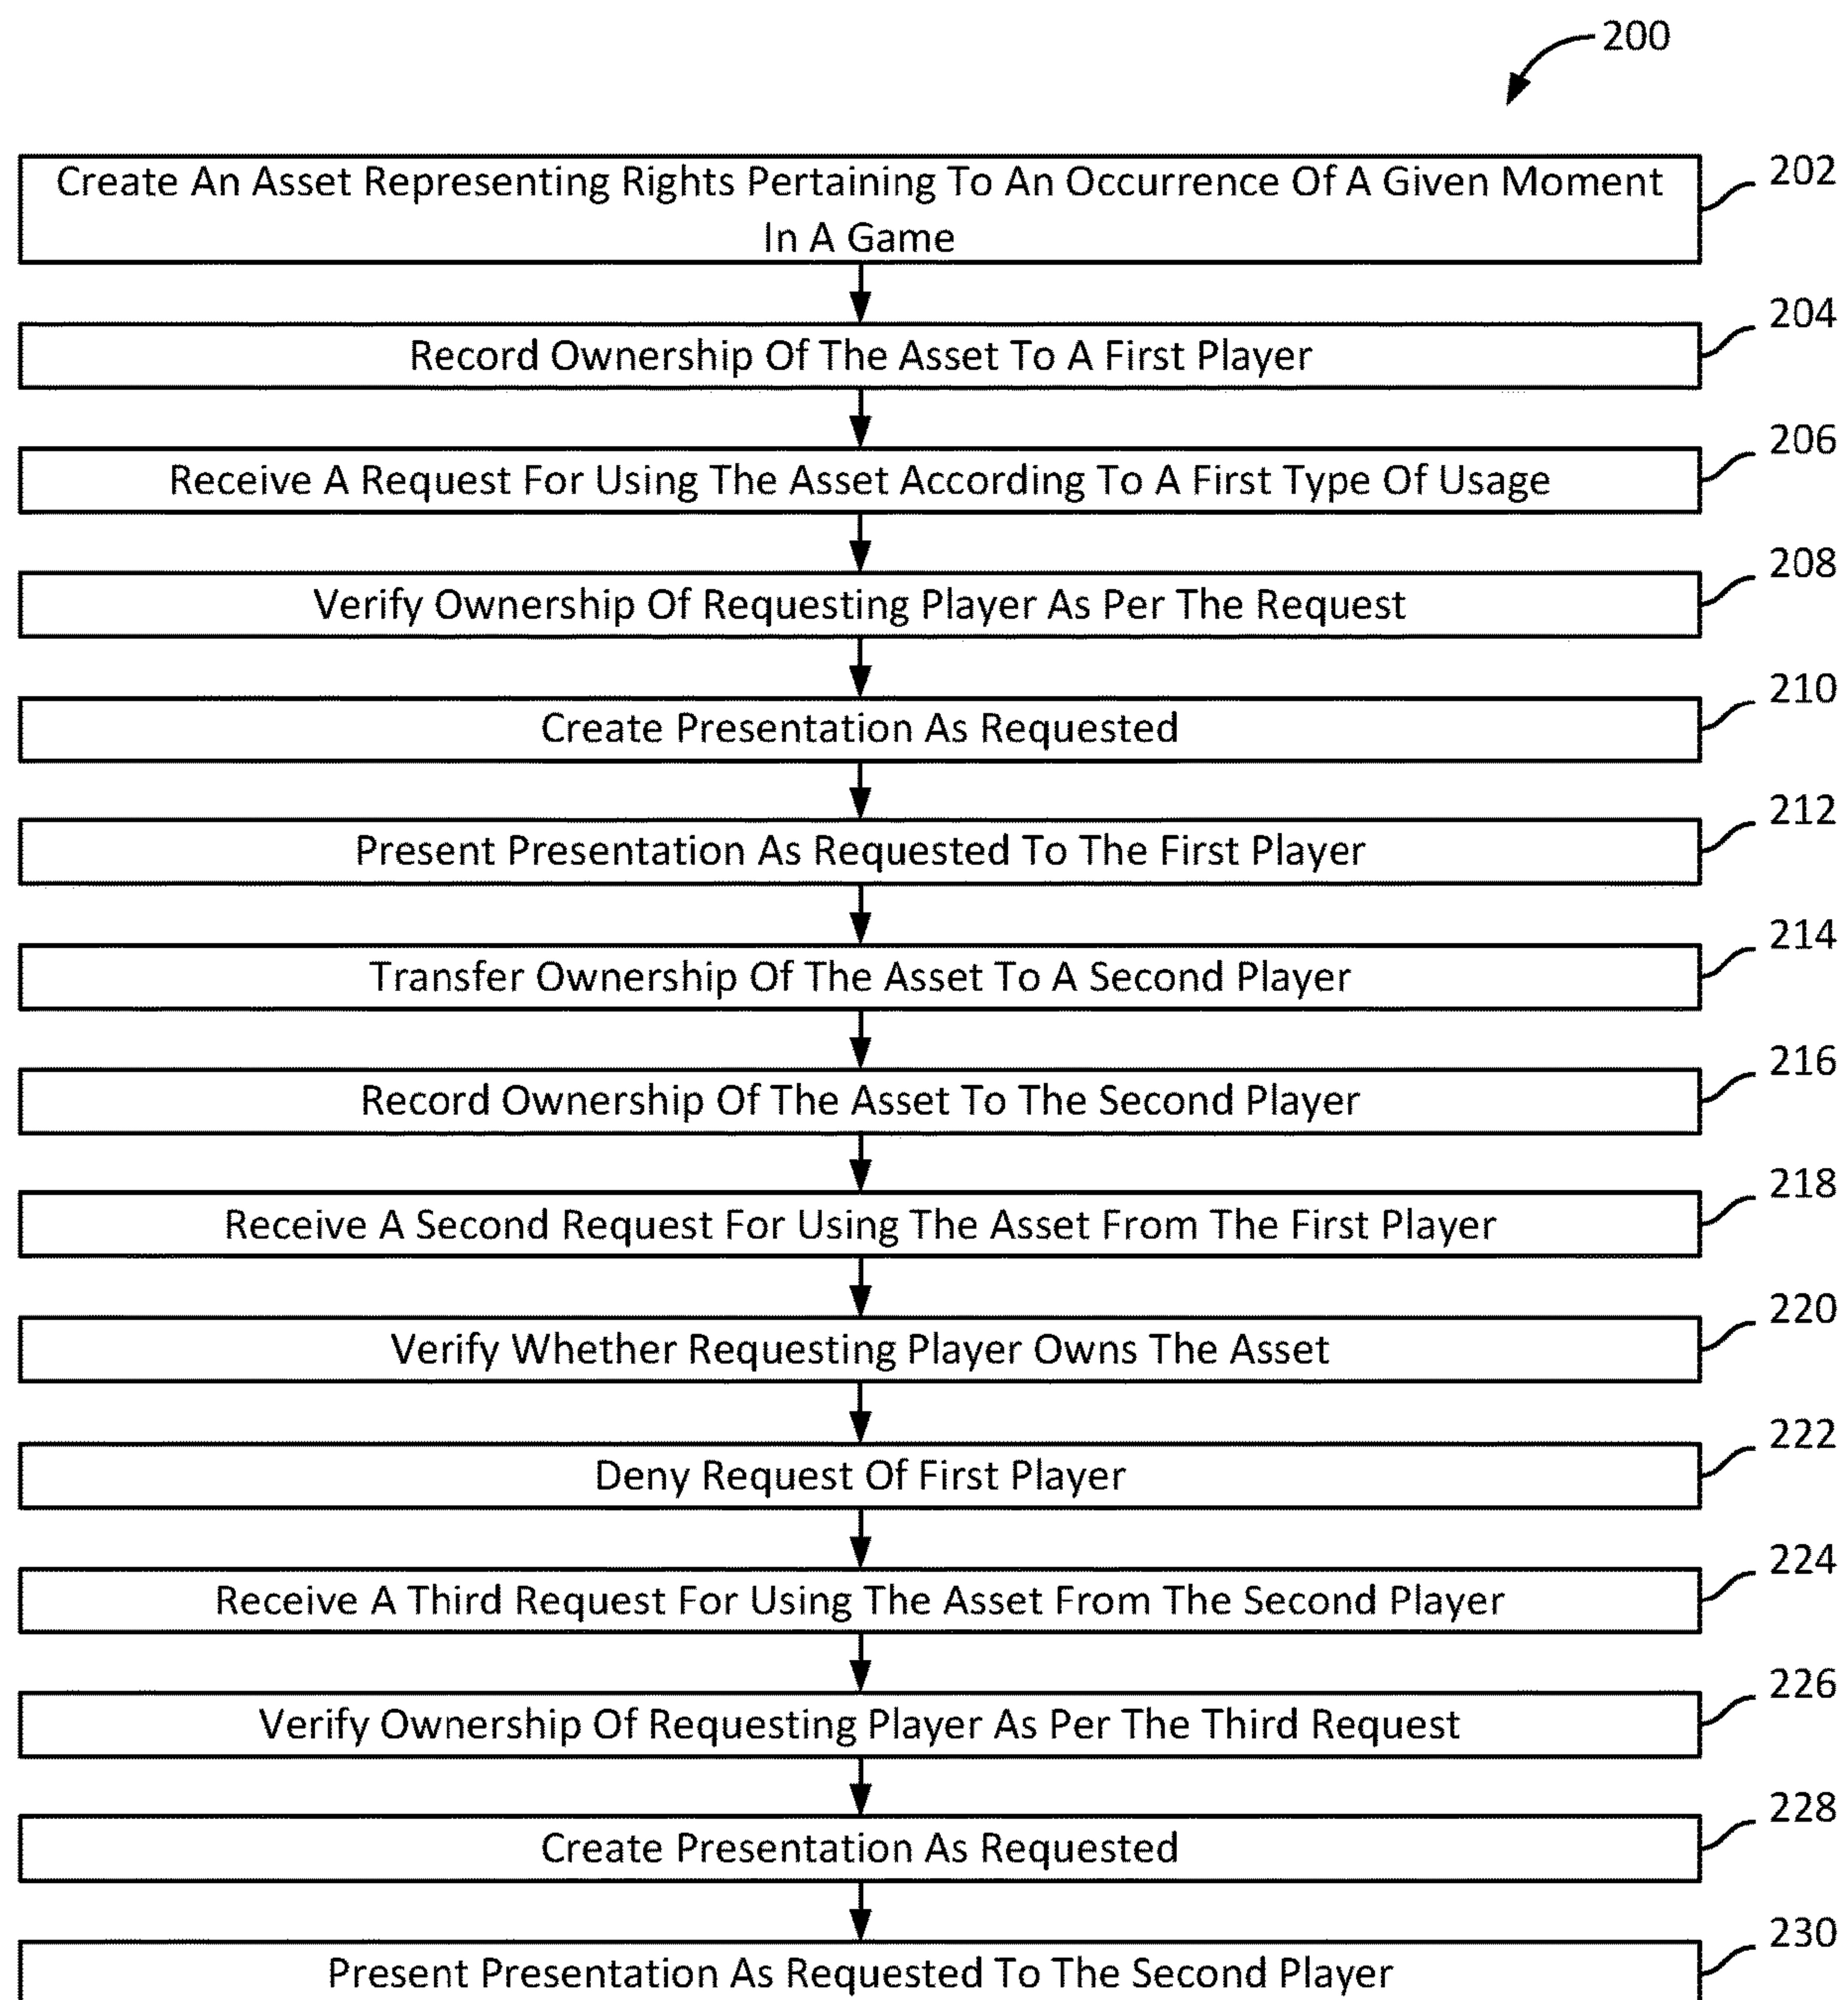 200
Create An Asset Representing Rights Pertaining To An Occurrence Of A Given Moment
In A Game
202
Record Ownership Of The Asset To A First Player
204
Receive A Request For Using The Asset According To A First Type Of Usage
206
Verify Ownership Of Requesting Player As Per The Request
208
Create Presentation As Requested
210
Present Presentation As Requested To The First Player
212
Transfer Ownership Of The Asset To A Second Player
214
Record Ownership Of The Asset To The Second Player
216
Receive A Second Request For Using The Asset From The First Player
218
Verify Whether Requesting Player Owns The Asset
220
Deny Request Of First Player
222
Receive A Third Request For Using The Asset From The Second Player
224
Verify Ownership Of Requesting Player As Per The Third Request
226
Create Presentation As Requested
228
Present Presentation As Requested To The Second Player
230